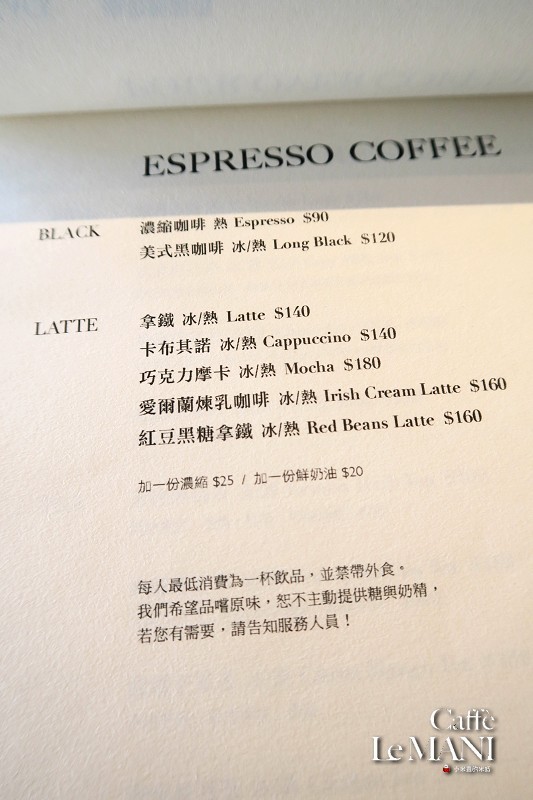 ESPRESSO COFFEE
BLACK
濃縮咖啡 熱 Espresso $90
美式黑咖啡 冰/熱 Long Black $120
LATTE
拿鐵 冰/熱 Latte $140
卡布其諾 冰/熱 Cappuccino $140
巧克力摩卡 冰/熱 Mocha $180
愛爾蘭煉乳咖啡 冰/熱 Irish Cream Latte $160
紅豆黑糖拿鐵 冰/熱 Red Beans Latte $160
加一份濃縮 $25 / 加一份鮮奶油 $20
每人最低消費為一杯飲品，並禁帶外食。
我們希望品嚐原味，恕不主動提供糖與奶精，
若您有需要，請告知服務人員！
Caffè
LeMANI